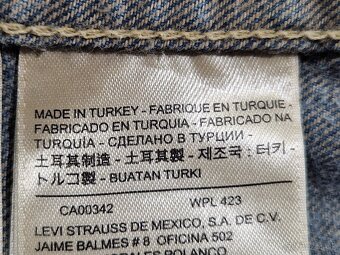 MADE IN TURKEY - FABRIQUE EN TURQUIE -
FABRICADO EN TURQUIA - FABRICADO NA
TURQUIA - СДЕЛАНО В ТУРЦИИ -
土耳其制造 - 土耳其製 - 제조국 : 터키 -
トルコ製 - BUATAN TURKI
CA00342 WPL 423
LEVI STRAUSS DE MEXICO, S.A. DE C.V.
JAIME BALMES # 8 OFICINA 502
MORALES POLANCO